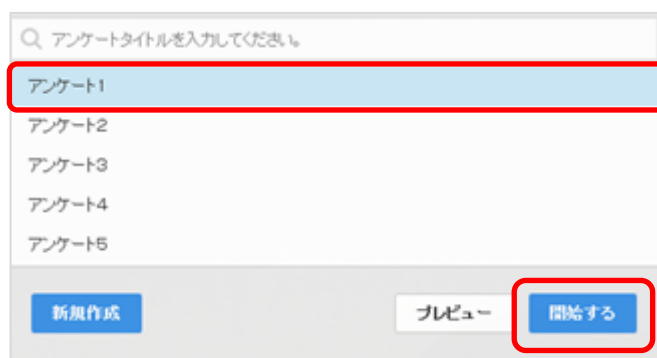 アンケートタイトルを入力してください。
アンケート1
アンケート2
アンケート3
アンケート4
アンケート5
新規作成 プレビュー 開始する